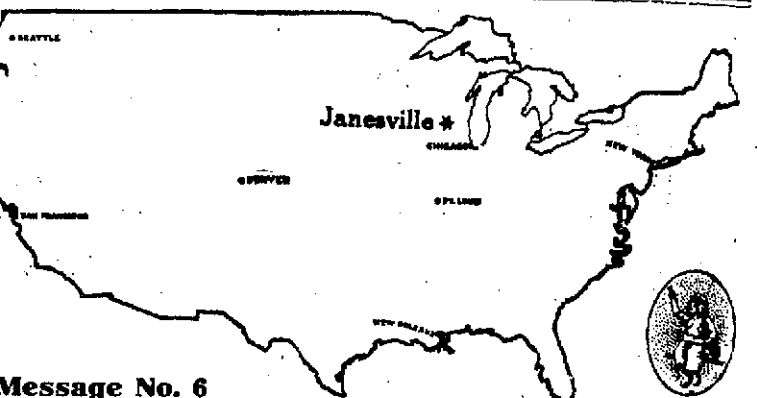 SEATTLE
Janesville
CHICAGO
NEW YORK
DENVER
ST. LOUIS
SAN FRANCISCO
NEW ORLEANS
Message No. 6